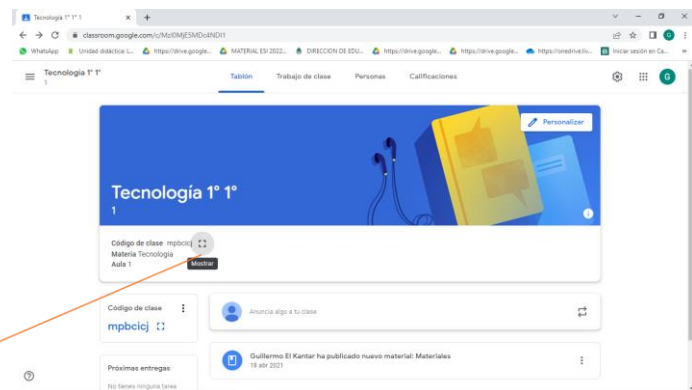 Tecnología 1° 1° 1
classroom.google.com/c/MzI0MjE5MDo4NDI1
WhatsApp
Unidad didáctica L...
https://drive.google...
MATERIAL ESI 2022...
DIRECCION DE EDU...
https://drive.google...
https://drive.google...
https://onedrive.liv...
Iniciar sesión en Ca...
Tecnología 1° 1°
1
Tablón
Trabajo de clase
Personas
Calificaciones
G
Personalizar
Tecnología 1° 1°
1
Código de clase mpbcicj
Materia Tecnología
Aula 1
Mostrar
Código de clase
mpbcicj
Anuncia algo a tu clase
Guillermo El Kantar ha publicado nuevo material: Materiales
18 abr 2021
Próximas entregas
No tienes ninguna tarea